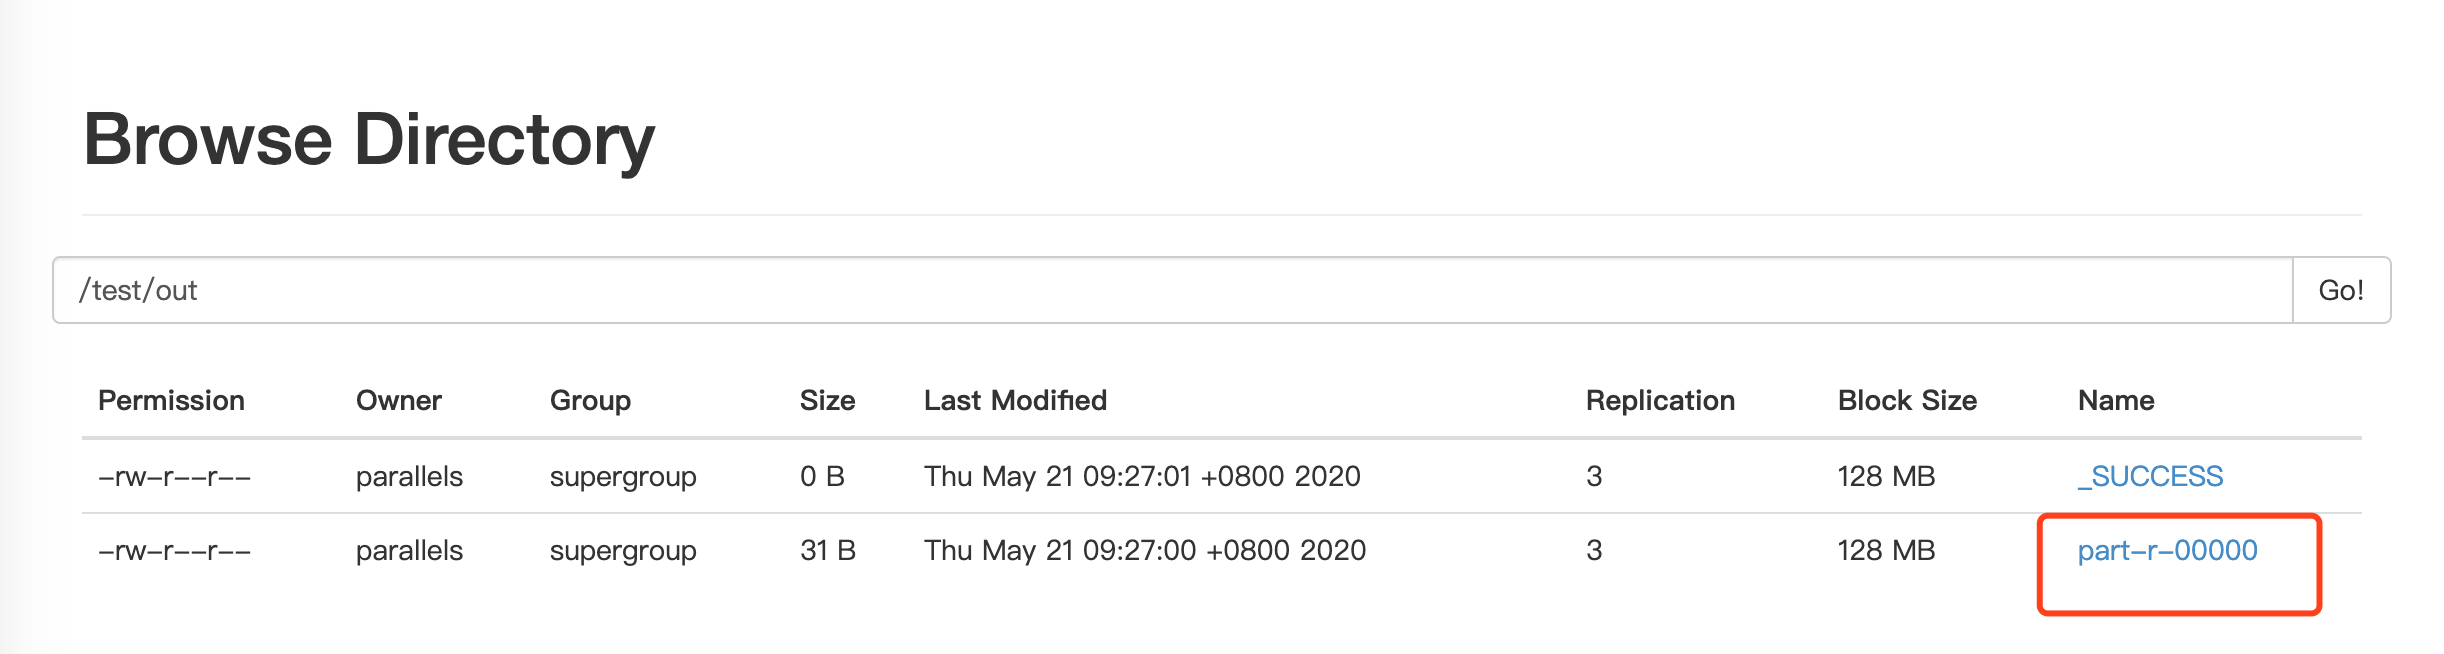 Browse Directory
/test/out Go!
Permission Owner Group Size Last Modified Replication Block Size Name
-rw-r--r-- parallels supergroup 0 B Thu May 21 09:27:01 +0800 2020 3 128 MB _SUCCESS
-rw-r--r-- parallels supergroup 31 B Thu May 21 09:27:00 +0800 2020 3 128 MB part-r-00000